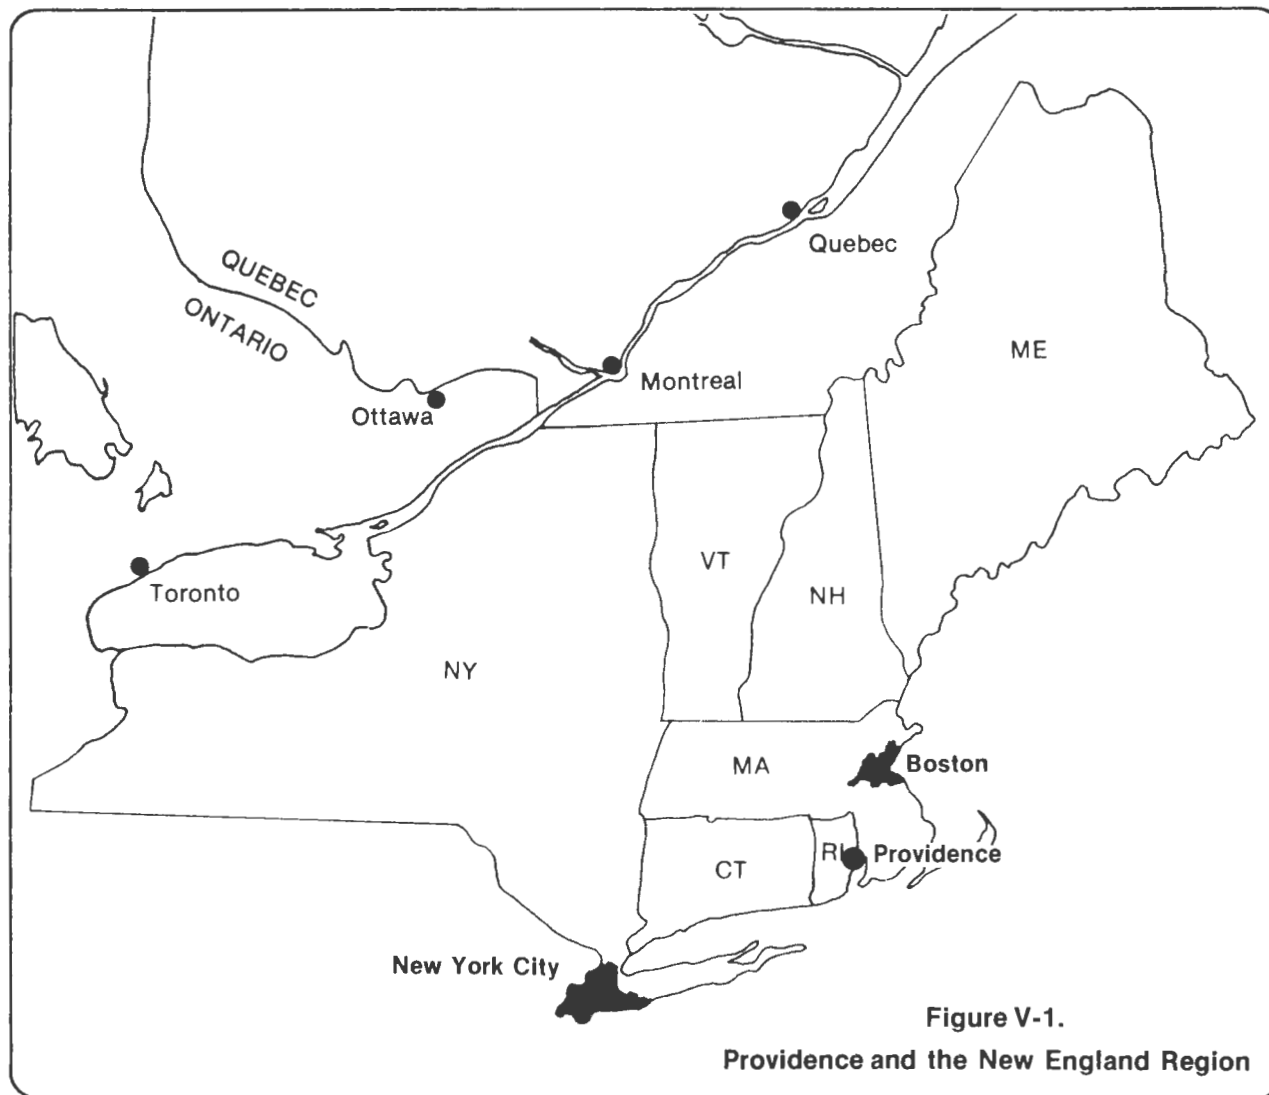 Quebec
QUEBEC
ONTARIO
ME
Montreal
Ottawa
VT
Toronto
NH
NY
MA
Boston
RI
Providence
CT
New York City
Figure V-1.
Providence and the New England Region